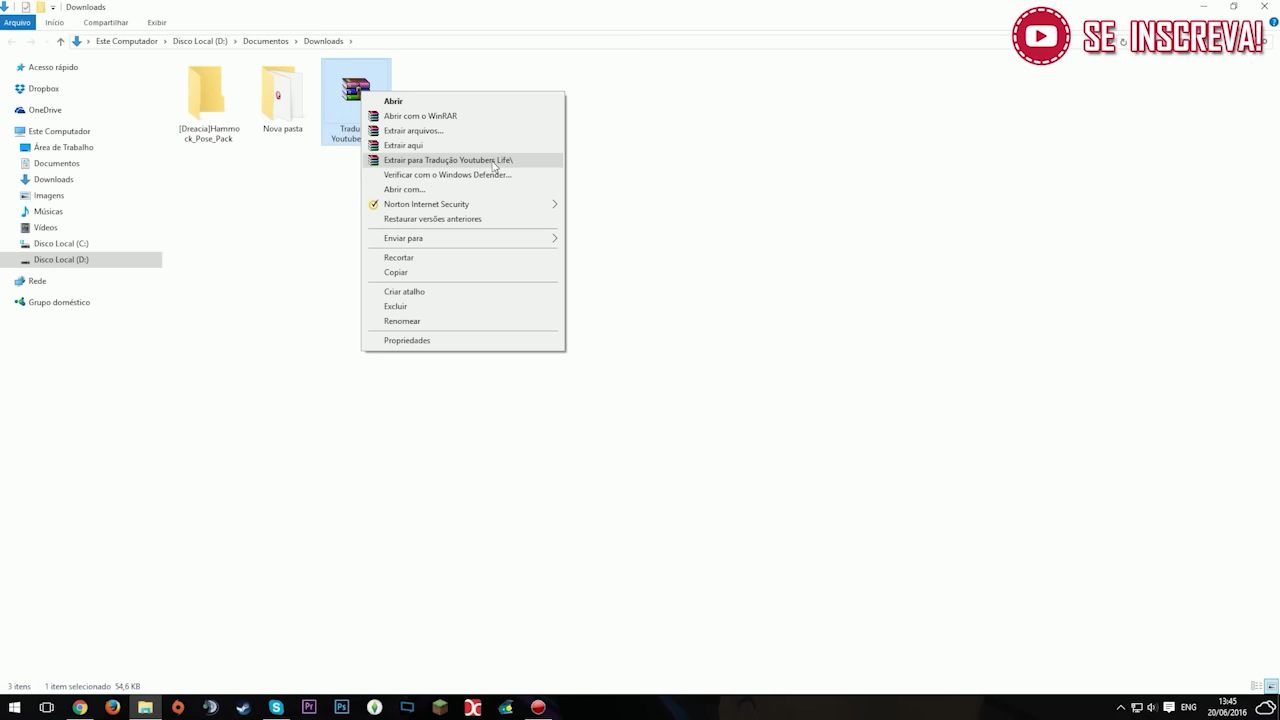 Downloads
Arquivo Início Compartilhar Exibir
Este Computador Disco Local (D:) Documentos Downloads
SE INSCREVA!
Acesso rápido
Dropbox
OneDrive
Este Computador
Área de Trabalho
Documentos
Downloads
Imagens
Músicas
Vídeos
Disco Local (C:)
Disco Local (D:)
Rede
Grupo doméstico
[Dreacia]Hammo
ck_Pose_Pack
Nova pasta
Tradu
Youtube
Abrir
Abrir com o WinRAR
Extrair arquivos...
Extrair aqui
Extrair para Tradução Youtubers Life\
Verificar com o Windows Defender...
Abrir com...
Norton Internet Security
Restaurar versões anteriores
Enviar para
Recortar
Copiar
Criar atalho
Excluir
Renomear
Propriedades
3 itens 1 item selecionado 54,6 KB
Pr Ps
ENG
13:45
20/06/2016